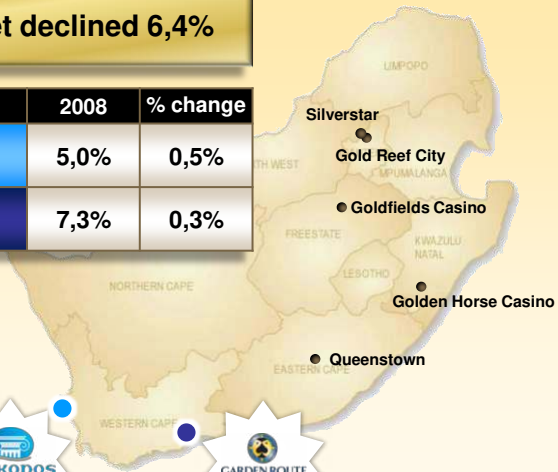 declined 6,4%
2008 % change
5,0% 0,5%
7,3% 0,3%
LIMPOPO
Silverstar
Gold Reef City
WEST
MPUMALANGA
Goldfields Casino
FREESTATE
KWAZULU
NATAL
LESOTHO
NORTHERN CAPE
Golden Horse Casino
Queenstown
EASTERN CAPE
WESTERN CAPE
GARDEN ROUTE